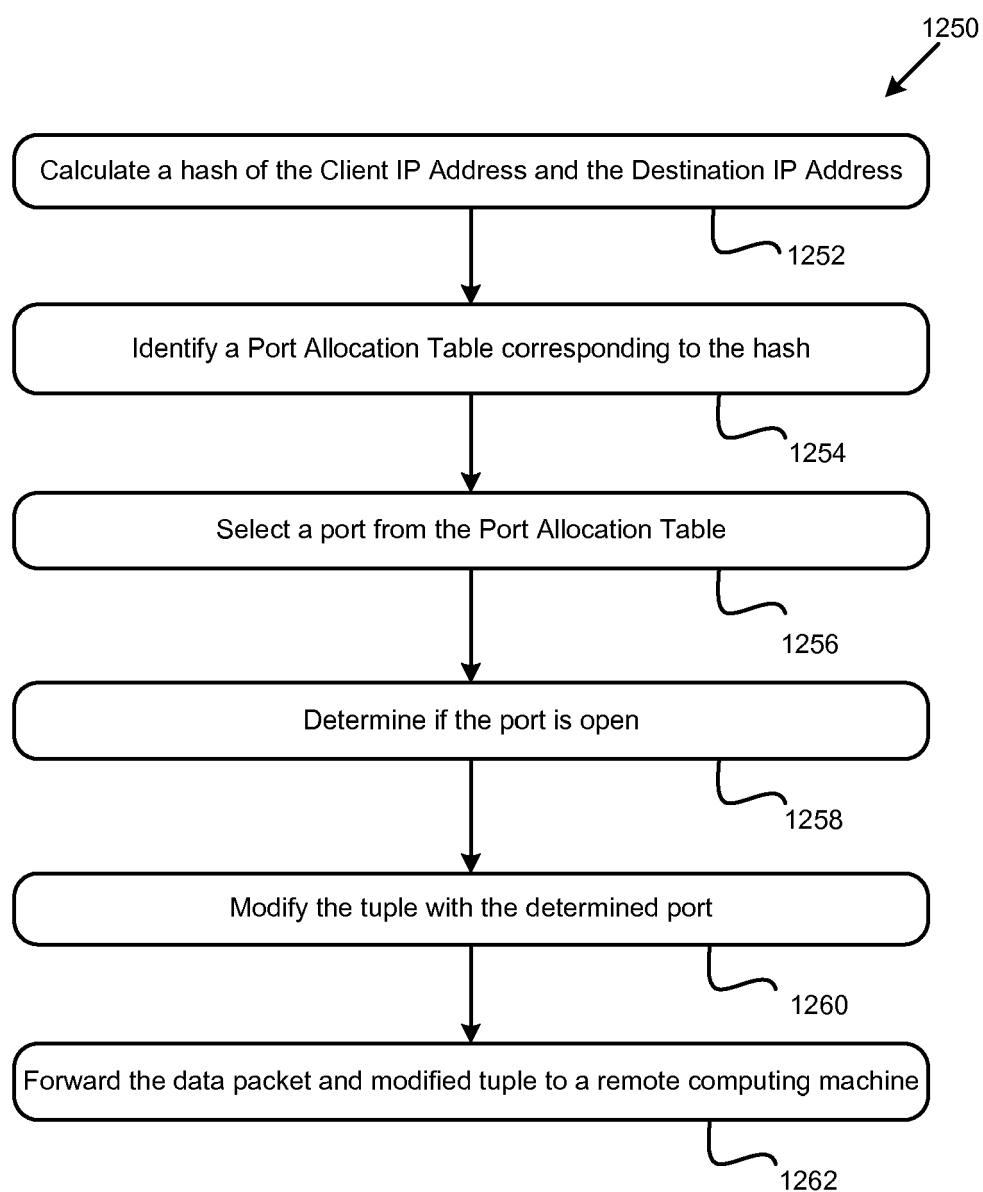 1250
Calculate a hash of the Client IP Address and the Destination IP Address
1252
Identify a Port Allocation Table corresponding to the hash
1254
Select a port from the Port Allocation Table
1256
Determine if the port is open
1258
Modify the tuple with the determined port
1260
Forward the data packet and modified tuple to a remote computing machine
1262